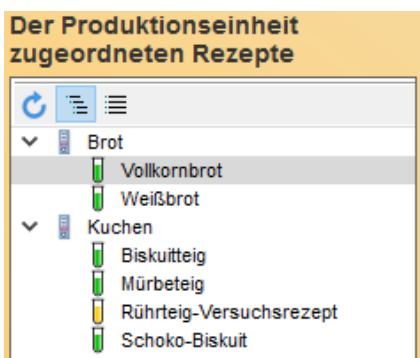 Der Produktionseinheit
zugeordneten Rezepte
Brot
Vollkornbrot
Weißbrot
Kuchen
Biskuitteig
Mürbeteig
Rührteig-Versuchsrezept
Schoko-Biskuit